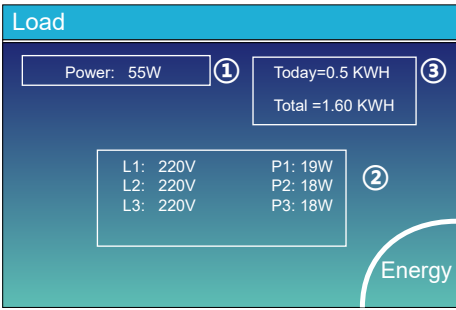 Load
Power: 55W ①
Today=0.5 KWH ③
Total =1.60 KWH
L1: 220V P1: 19W
L2: 220V P2: 18W ②
L3: 220V P3: 18W
Energy